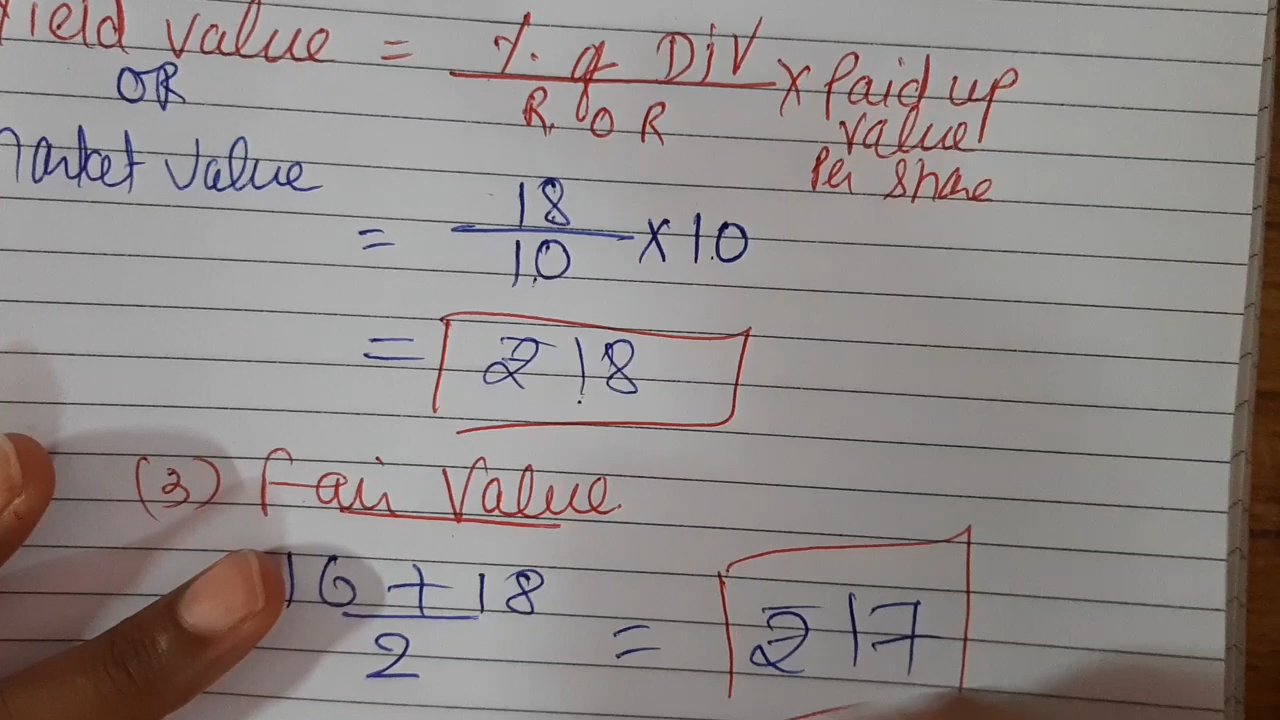 Yield Value = % of Div × Paid up value Per Share
OR R. O R
Market Value
= 18 / 10 × 10
= ₹ 18
(3) Fair Value
16 + 18 / 2 = ₹ 17